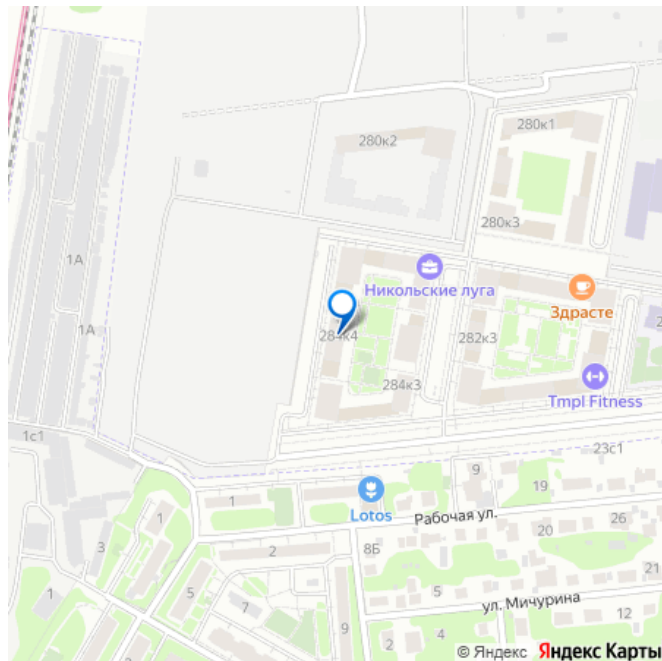 280к1
280к2
280к3
1А
Никольские луга
Здрасте
2
284к4
282к3
1А
284к3
Tmpl Fitness
1с1
23с1
9
19
1
Lotos
Рабочая ул.
26
1
20
3
2
8Б
21
5
5
1
7
ул. Мичурина
12
9
2
4
© Яндекс Яндекс Карты